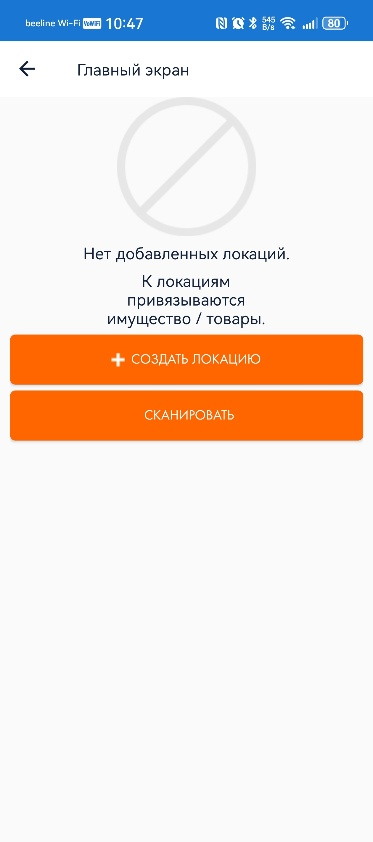 beeline Wi-Fi VoWiFi 10:47 545 B/s 80
Главный экран
Нет добавленных локаций.
К локациям
привязываются
имущество / товары.
СОЗДАТЬ ЛОКАЦИЮ
СКАНИРОВАТЬ